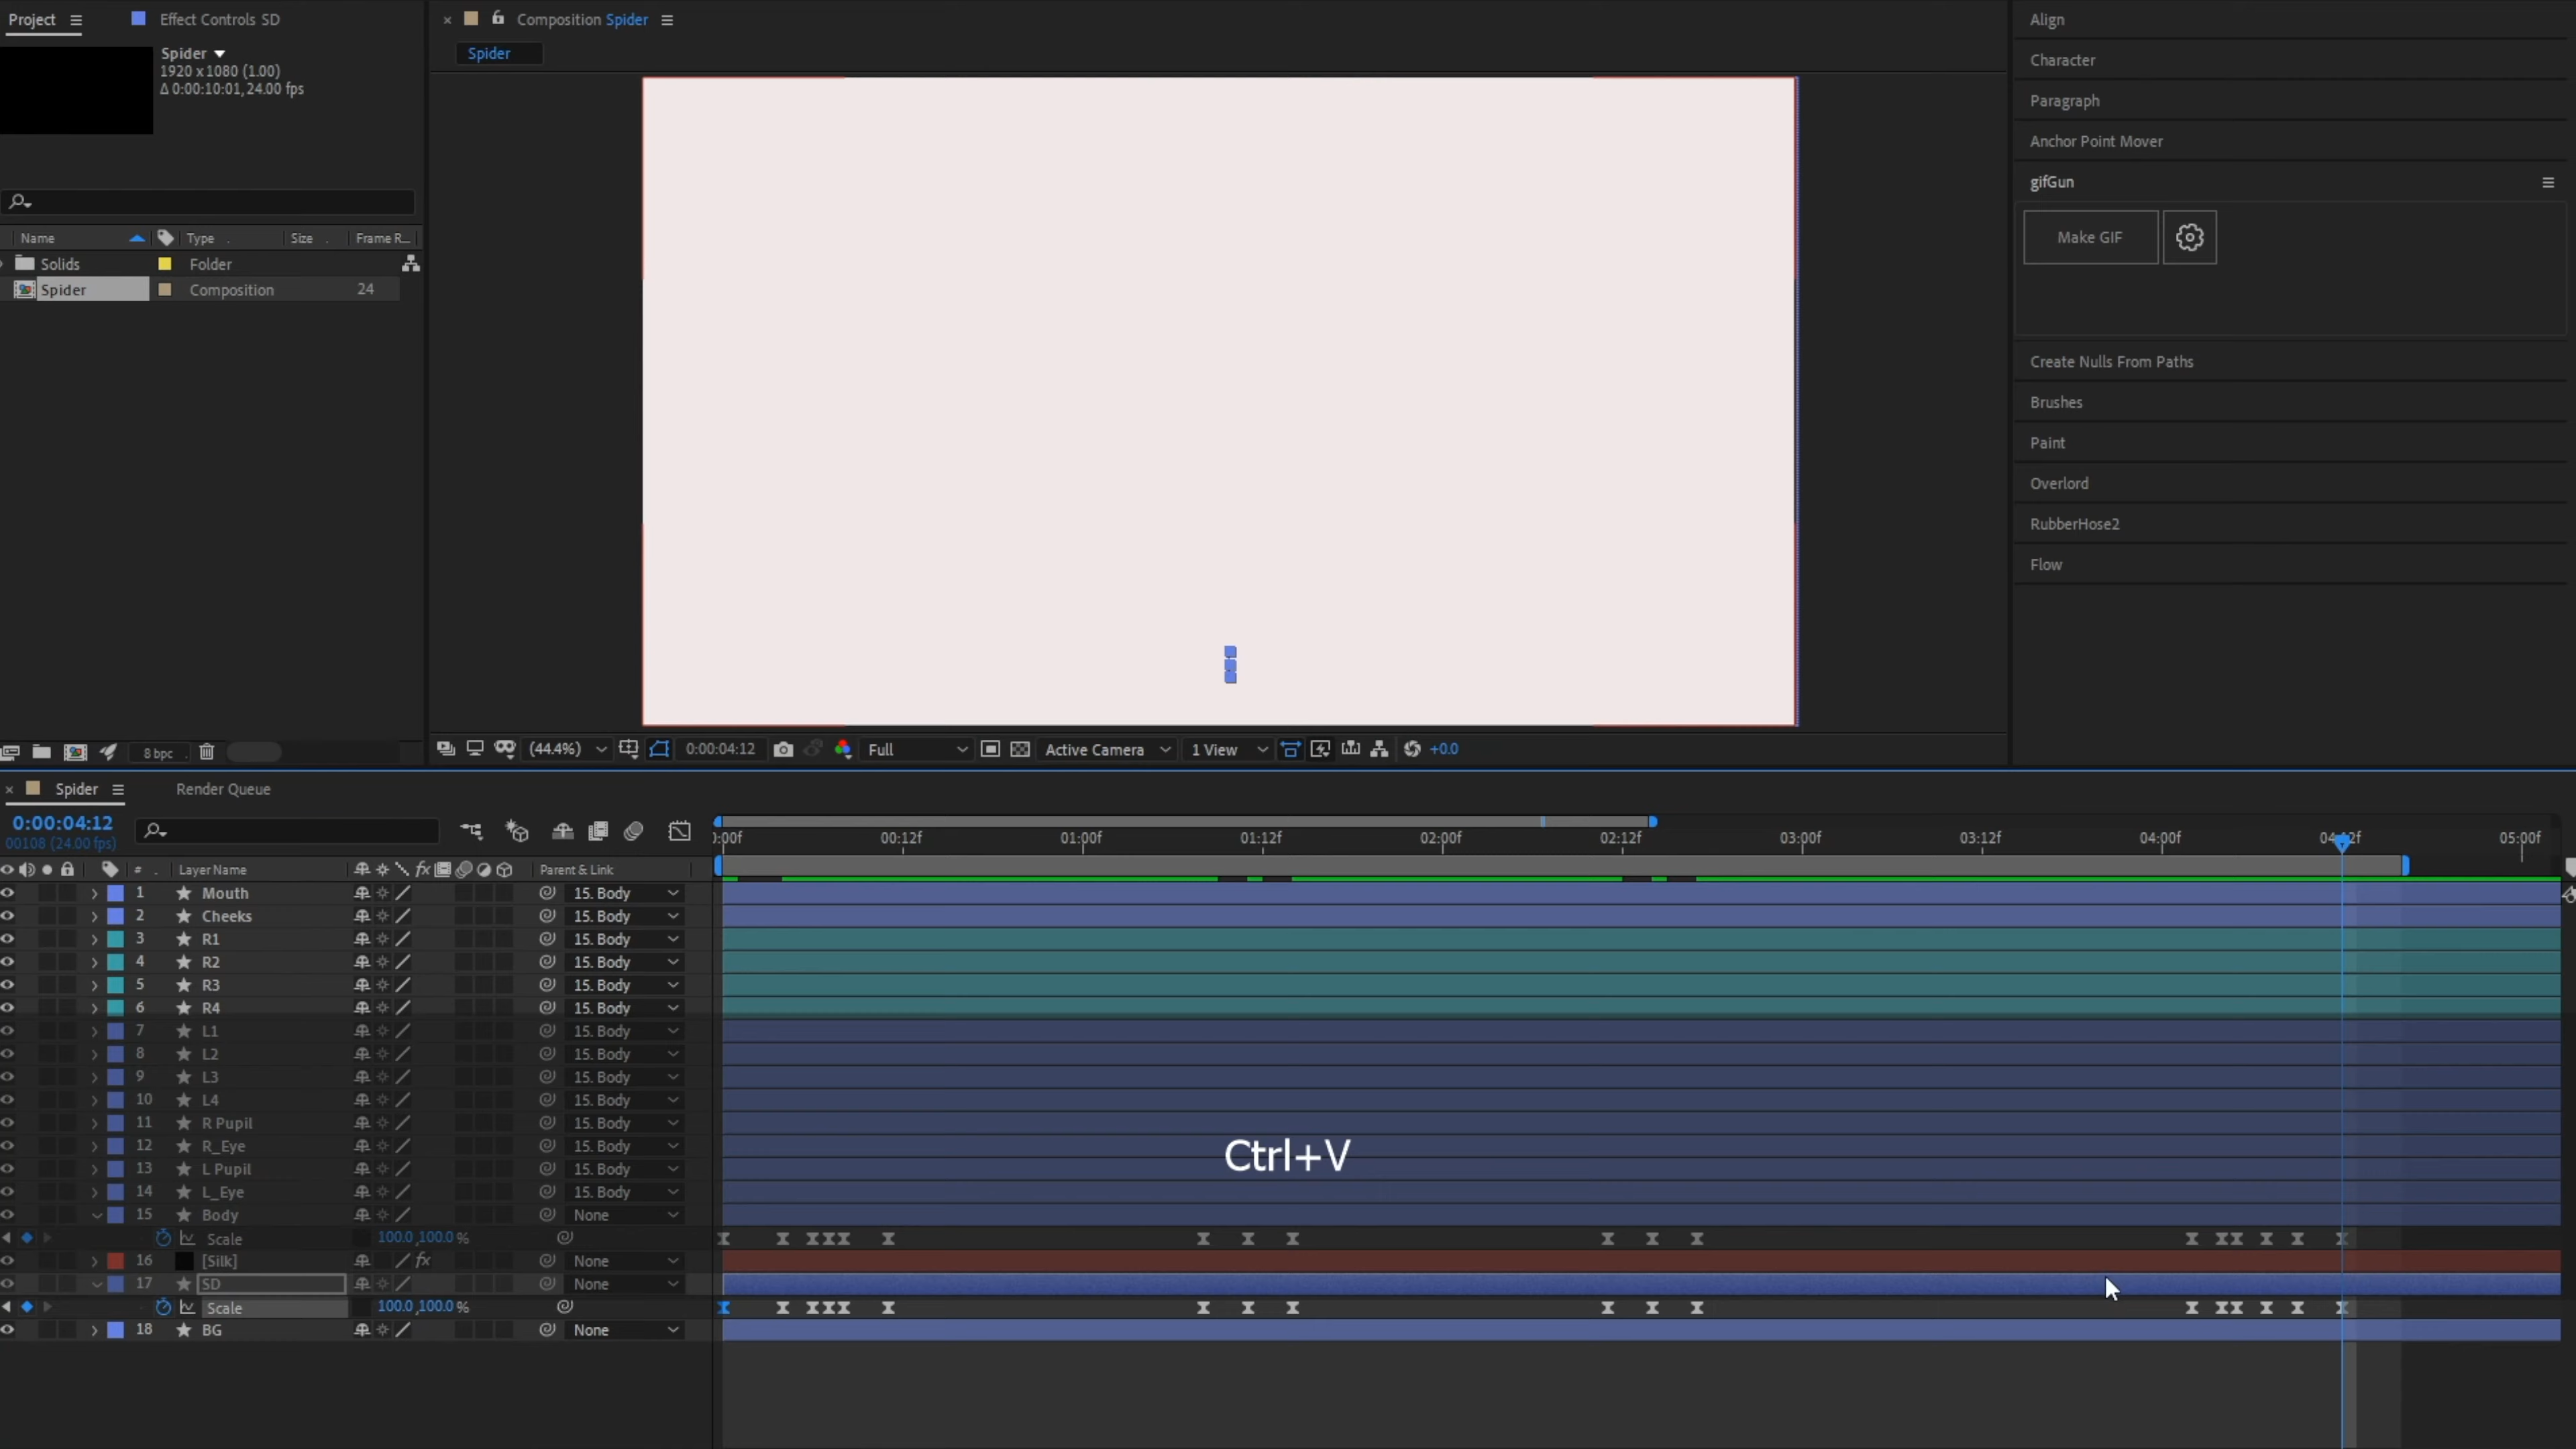 Project
Effect Controls SD
Spider
1920 x 1080 (1.00)
Δ 0:00:10:01, 24.00 fps
Name Type Size Frame R...
Solids Folder
Spider Composition 24
8 bpc
Composition Spider
Spider
(44.4%) 0:00:04:12 Full Active Camera 1 View +0.0
Align
Character
Paragraph
Anchor Point Mover
gifGun
Make GIF
Create Nulls From Paths
Brushes
Paint
Overlord
RubberHose2
Flow
Spider Render Queue
0:00:04:12
00108 (24.00 fps)
:00f 00:12f 01:00f 01:12f 02:00f 02:12f 03:00f 03:12f 04:00f 04:12f 05:00f
# Layer Name fx Parent & Link
1 Mouth 15. Body
2 Cheeks 15. Body
3 R1 15. Body
4 R2 15. Body
5 R3 15. Body
6 R4 15. Body
7 L1 15. Body
8 L2 15. Body
9 L3 15. Body
10 L4 15. Body
11 R Pupil 15. Body
12 R_Eye 15. Body
13 L Pupil 15. Body
14 L_Eye 15. Body
15 Body None
Scale 100.0,100.0 %
16 [Silk] fx None
17 SD None
Scale 100.0,100.0 %
18 BG None
Ctrl+V